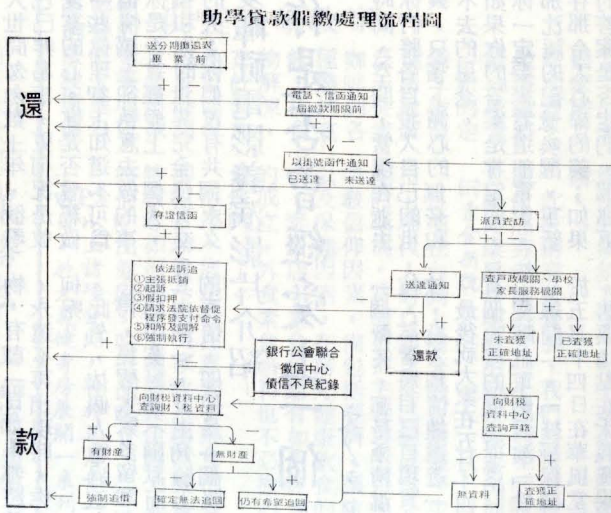 助學貸款催繳處理流程圖
送分期攤還表
畢業前
電話、信函通知
屆繳款期限前
以掛號函件通知
已送達 未送達
存證信函
派員查訪
依法訴追
①主張抵銷
②起訴
③假扣押
④請求法院依督促
程序發支付命令
⑤和解及調解
⑥強制執行
送達通知
查戶政機關、學校
家長服務機關
還款
未查獲
正確地址
已查獲
正確地址
銀行公會聯合
徵信中心
債信不良紀錄
向財稅資料中心
查詢財、稅資料
向財稅
資料中心
查詢戶籍
有財產
無財產
強制追償
確定無法追回
仍有希望追回
無資料
查獲正
確地址
還
款